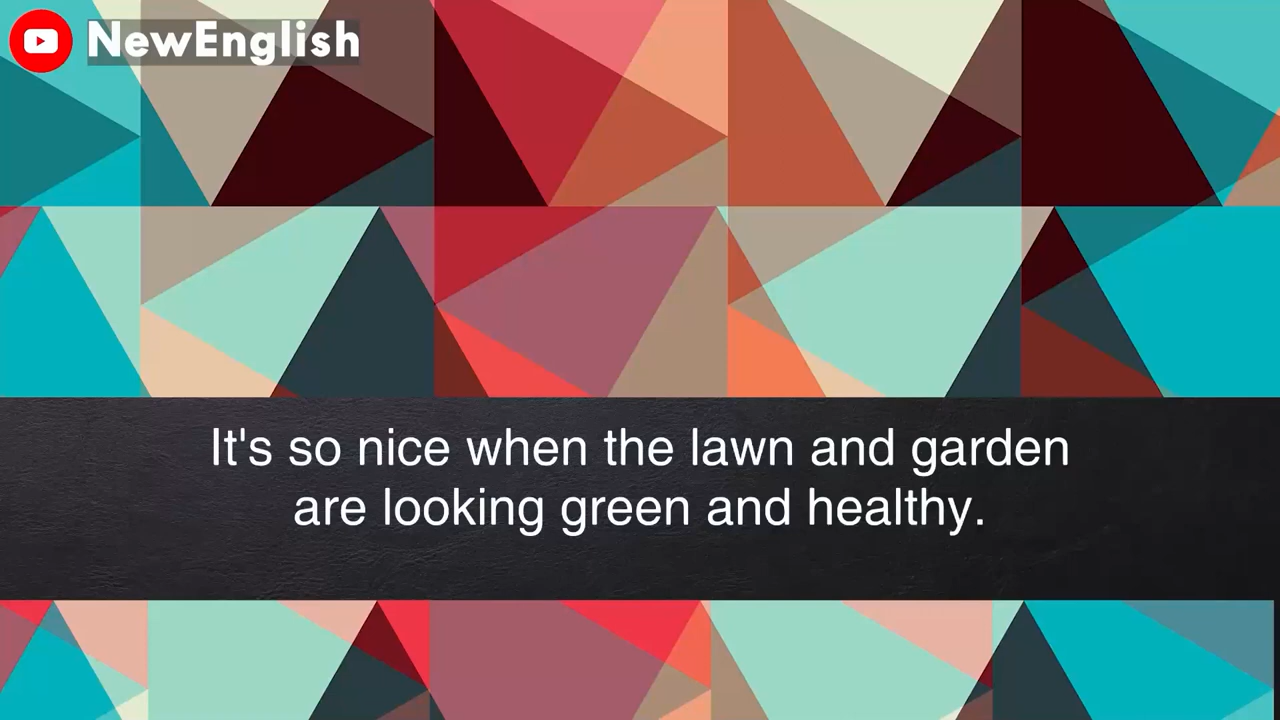 NewEnglish
It's so nice when the lawn and garden
are looking green and healthy.